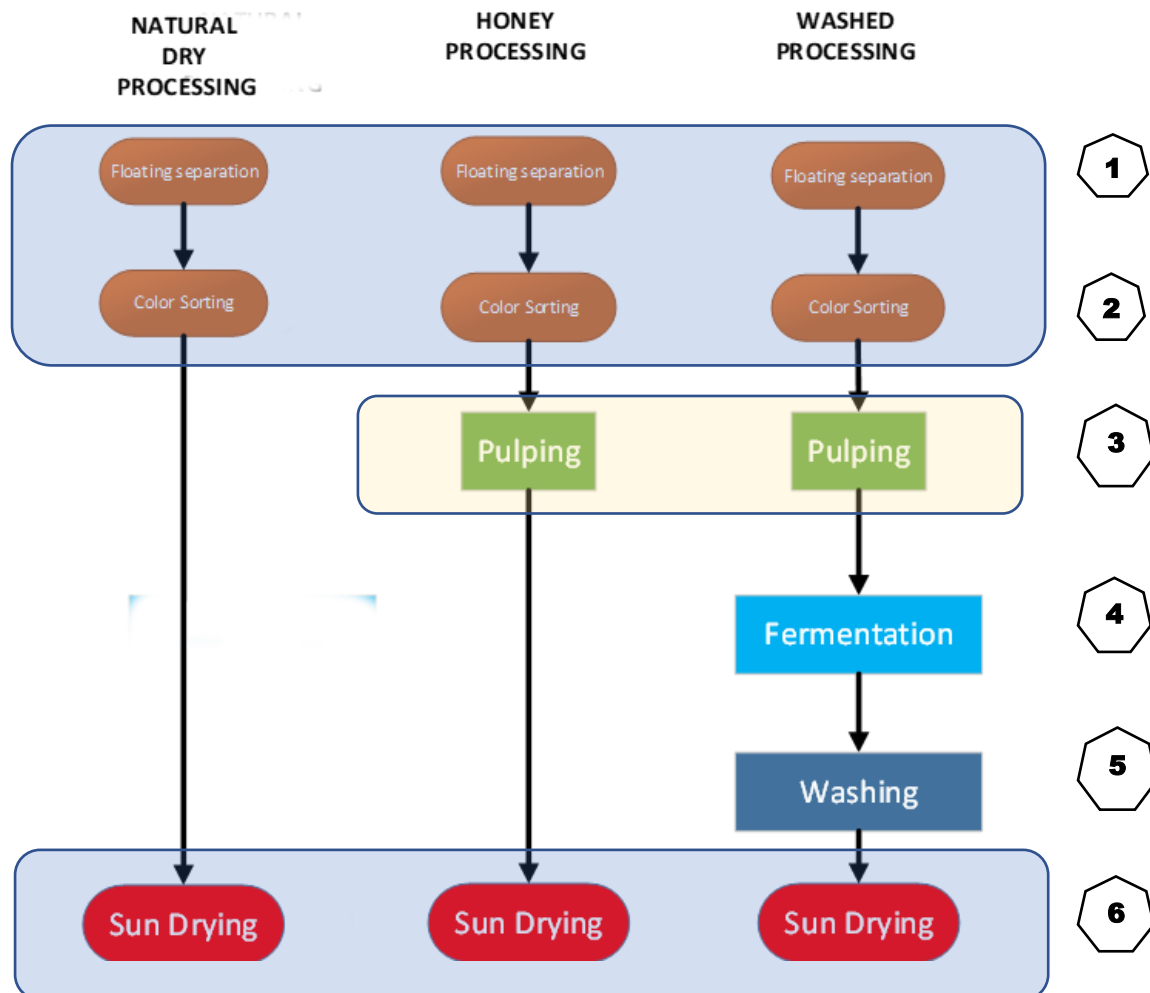 NATURAL
DRY
PROCESSING
HONEY
PROCESSING
WASHED
PROCESSING
Floating separation
Floating separation
Floating separation
1
Color Sorting
Color Sorting
Color Sorting
2
Pulping
Pulping
3
Fermentation
4
Washing
5
Sun Drying
Sun Drying
Sun Drying
6